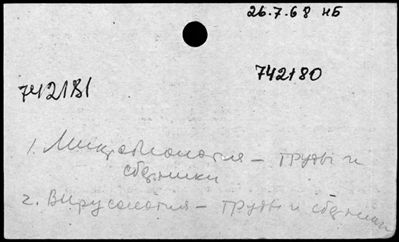 26.7.68 НБ
742180
742181
1. Микробиология – труды и
сборники
2. Вирусология – труды и сборники